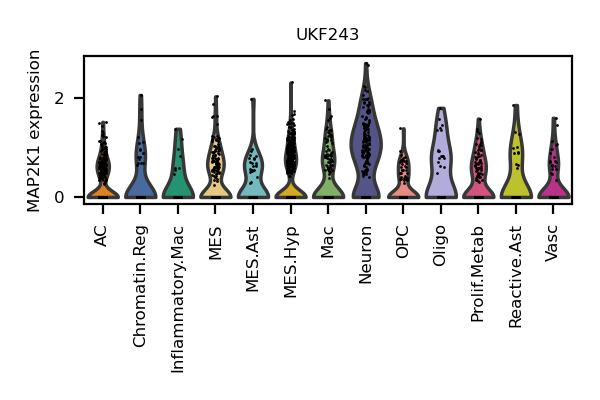 UKF243
MAP2K1 expression
2
0
AC
Chromatin.Reg
Inflammatory.Mac
MES
MES.Ast
MES.Hyp
Mac
Neuron
OPC
Oligo
Prolif.Metab
Reactive.Ast
Vasc